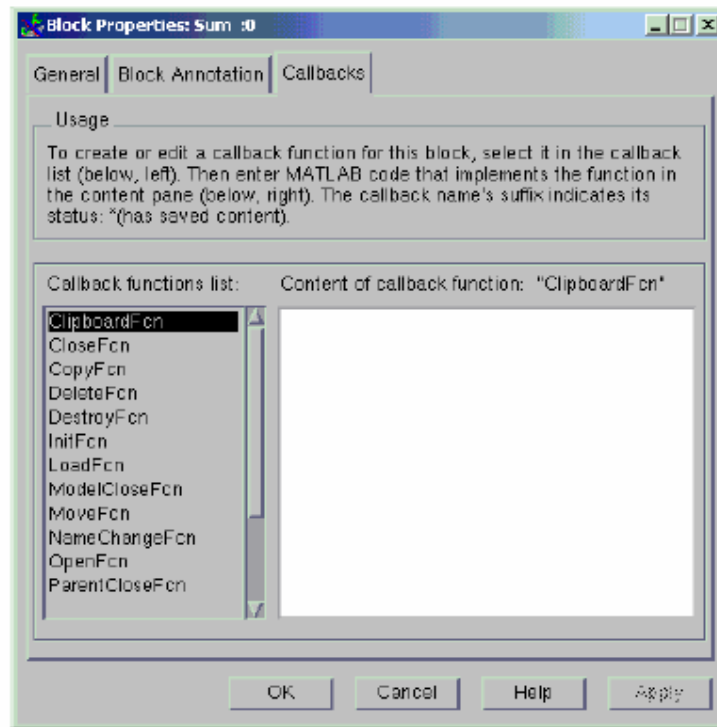 Block Properties: Sum :0
General Block Annotation Callbacks
Usage
To create or edit a callback function for this block, select it in the callback
list (below, left). Then enter MATLAB code that implements the function in
the content pane (below, right). The callback name's suffix indicates its
status: *(has saved content).
Callback functions list: Content of callback function: "ClipboardFcn"
ClipboardFcn
CloseFcn
CopyFcn
DeleteFcn
DestroyFcn
InitFcn
LoadFcn
ModelCloseFcn
MoveFcn
NameChangeFcn
OpenFcn
ParentCloseFcn
OK Cancel Help Apply